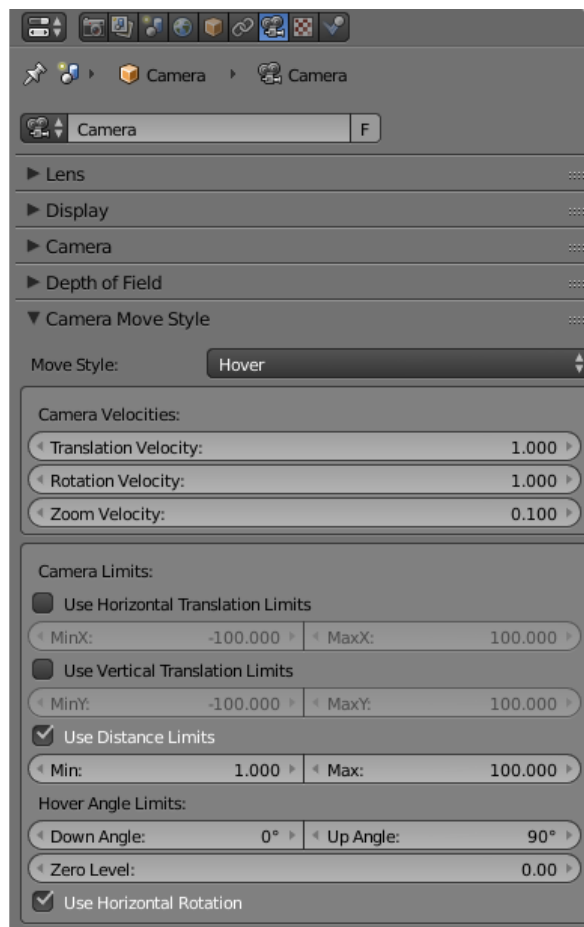 Camera Camera
Camera F
Lens
Display
Camera
Depth of Field
Camera Move Style
Move Style: Hover
Camera Velocities:
Translation Velocity: 1.000
Rotation Velocity: 1.000
Zoom Velocity: 0.100
Camera Limits:
Use Horizontal Translation Limits
MinX: -100.000 MaxX: 100.000
Use Vertical Translation Limits
MinY: -100.000 MaxY: 100.000
Use Distance Limits
Min: 1.000 Max: 100.000
Hover Angle Limits:
Down Angle: 0° Up Angle: 90°
Zero Level: 0.00
Use Horizontal Rotation